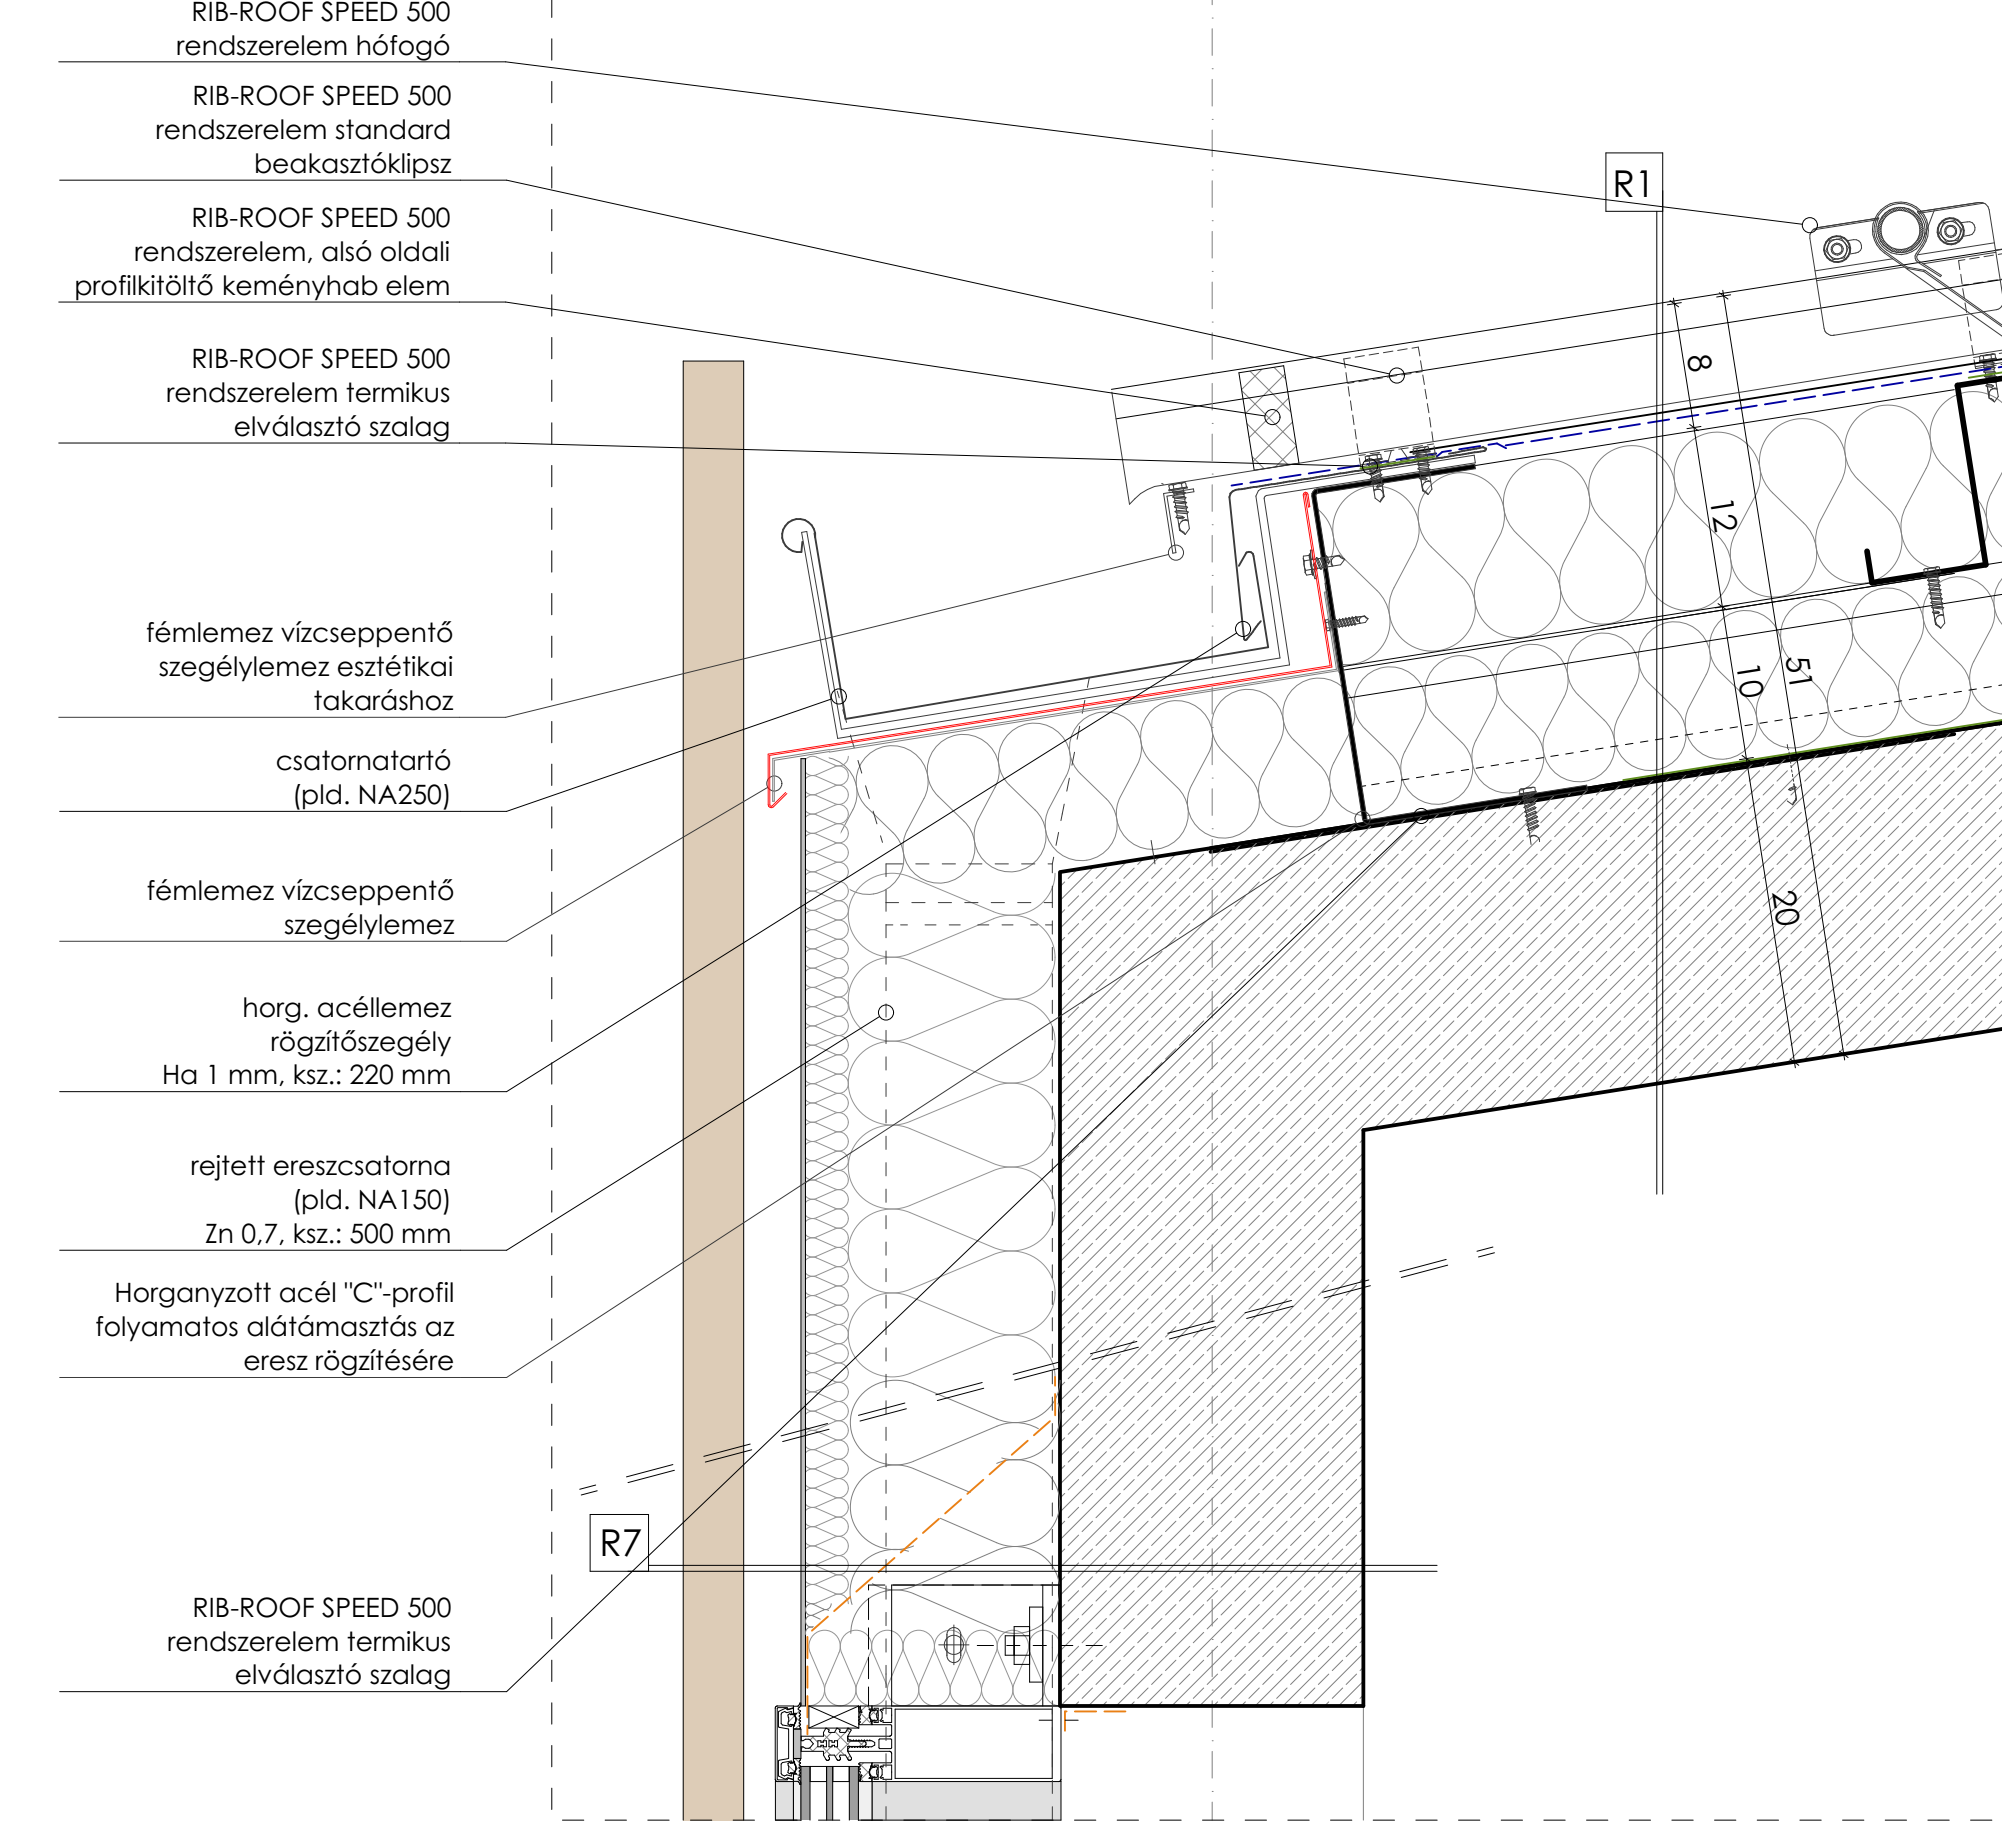 RIB-ROOF SPEED 500
rendszerelem hófogó
RIB-ROOF SPEED 500
rendszerelem standard
beakasztóklipsz
RIB-ROOF SPEED 500
rendszerelem, alsó oldali
profilkitöltő keményhab elem
RIB-ROOF SPEED 500
rendszerelem termikus
elválasztó szalag
fémlemez vízcseppentő
szegélylemez esztétikai
takaráshoz
csatornatartó
(pld. NA250)
fémlemez vízcseppentő
szegélylemez
horg. acéllemez
rögzítőszegély
Ha 1 mm, ksz.: 220 mm
rejtett ereszcsatorna
(pld. NA150)
Zn 0,7, ksz.: 500 mm
Horganyzott acél "C"-profil
folyamatos alátámasztás az
eresz rögzítésére
RIB-ROOF SPEED 500
rendszerelem termikus
elválasztó szalag
R1
8
12
10
51
20
R7